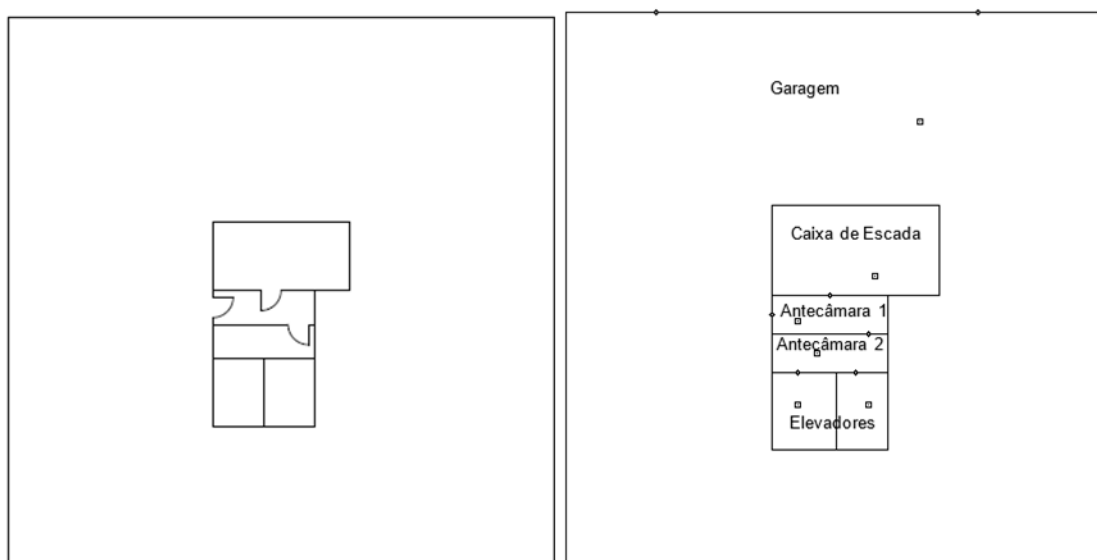 Garagem
Caixa de Escada
Antecâmara 1
Antecâmara 2
Elevadores